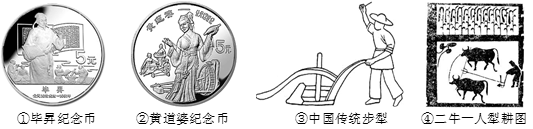 5元
毕昇
黄道婆
5元
①毕昇纪念币
②黄道婆纪念币
③中国传统步犁
④二牛一人犁耕图